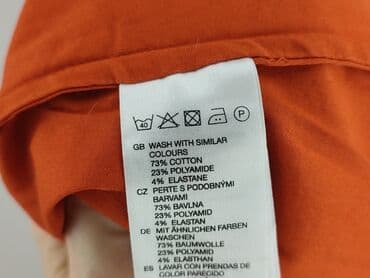 40 P
GB WASH WITH SIMILAR
COLOURS
73% COTTON
23% POLYAMIDE
4% ELASTANE
CZ PERTE S PODOBNÝMI
BARVAMI
73% BAVLNA
23% POLYAMID
4% ELASTAN
DE MIT ÄHNLICHEN FARBEN
WASCHEN
73% BAUMWOLLE
23% POLYAMID
4% ELASTHAN
ES LAVAR CON PRENDAS DE
COLOR PARECIDO